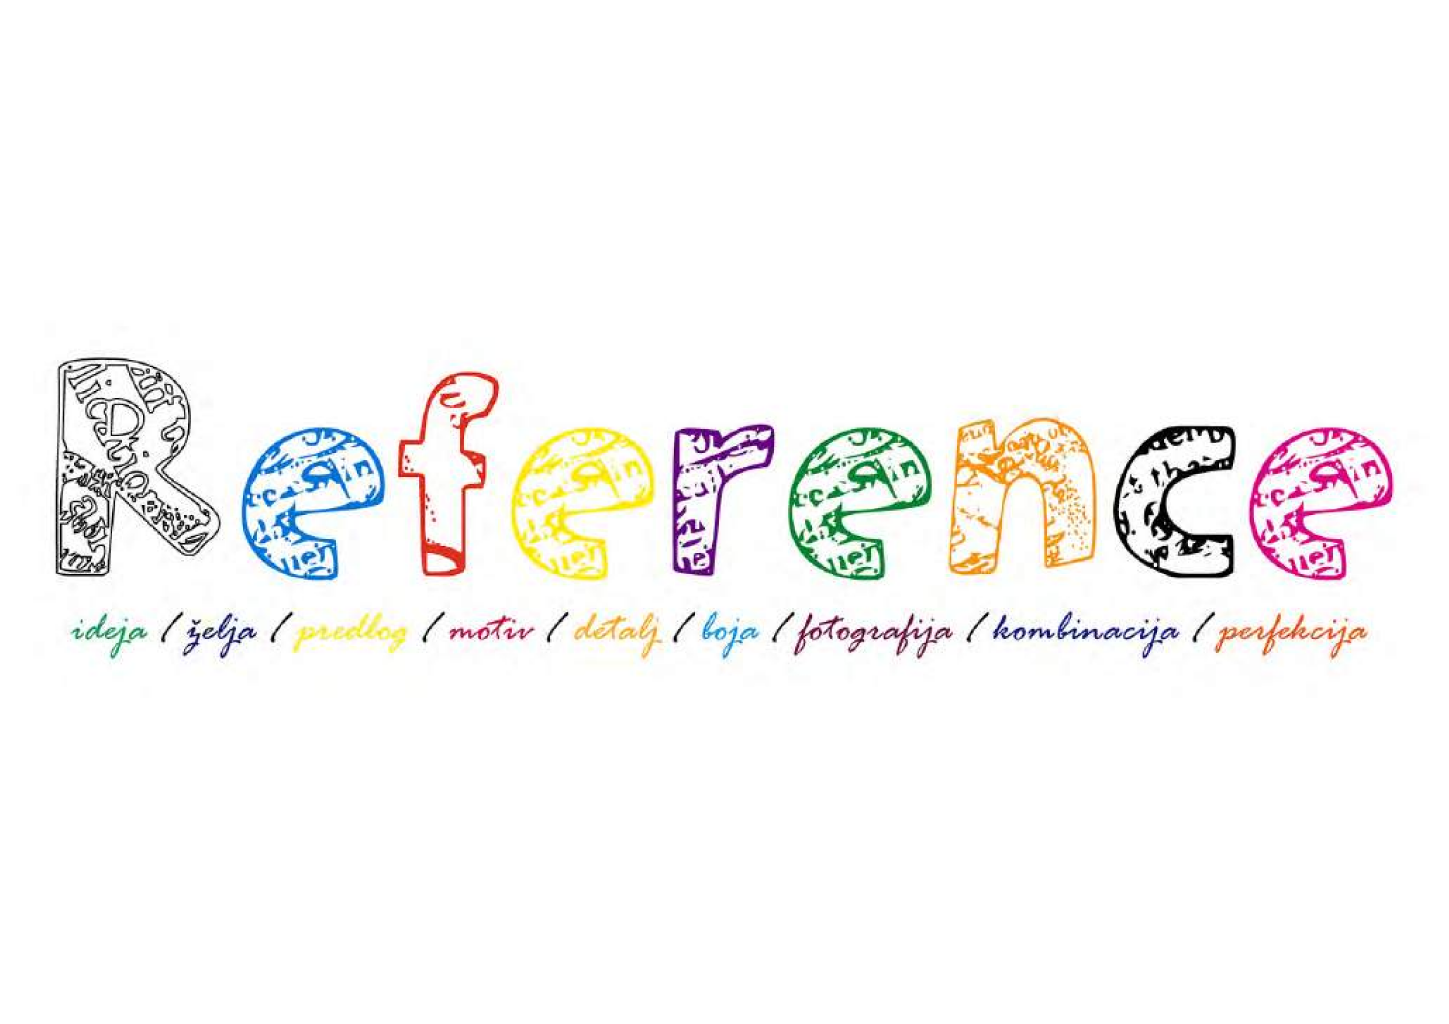 Reference
ideja / želja / predlog / motiv / detalj / boja / fotografija / kombinacija / perfekcija